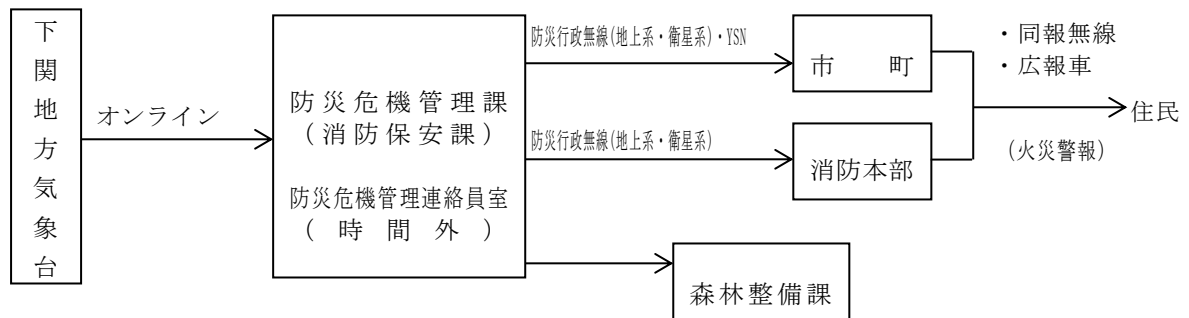 下関地方気象台
オンライン
防災危機管理課
（消防保安課）
防災危機管理連絡員室
（時間外）
防災行政無線(地上系・衛星系)・YSN
防災行政無線(地上系・衛星系)
市　町
消防本部
森林整備課
・同報無線
・広報車
住民
（火災警報）